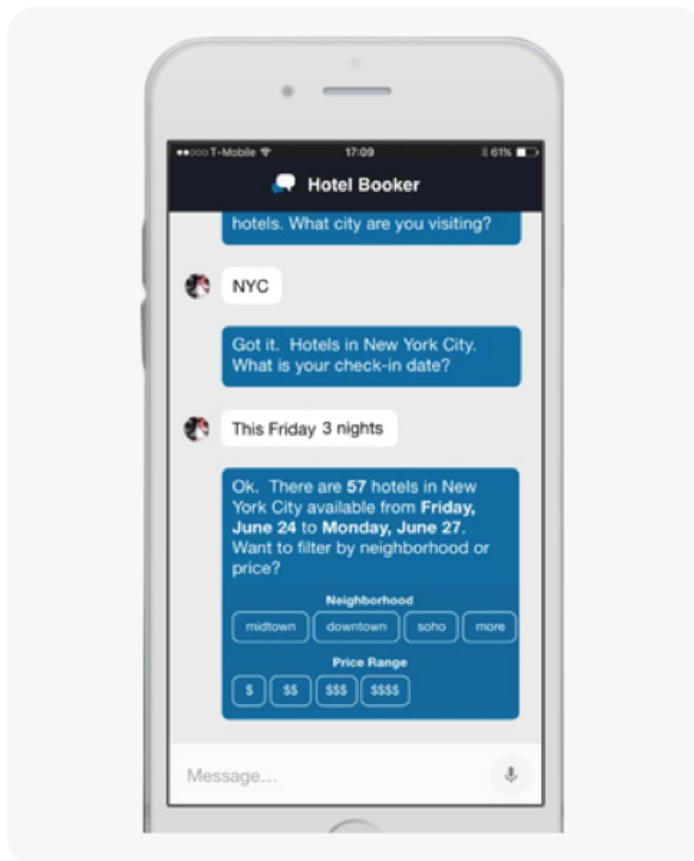 T-Mobile 17:09 61%
Hotel Booker
hotels. What city are you visiting?
NYC
Got it. Hotels in New York City.
What is your check-in date?
This Friday 3 nights
Ok. There are 57 hotels in New
York City available from Friday,
June 24 to Monday, June 27.
Want to filter by neighborhood or
price?
Neighborhood
midtown downtown soho more
Price Range
$ $$ $$$ $$$$
Message...